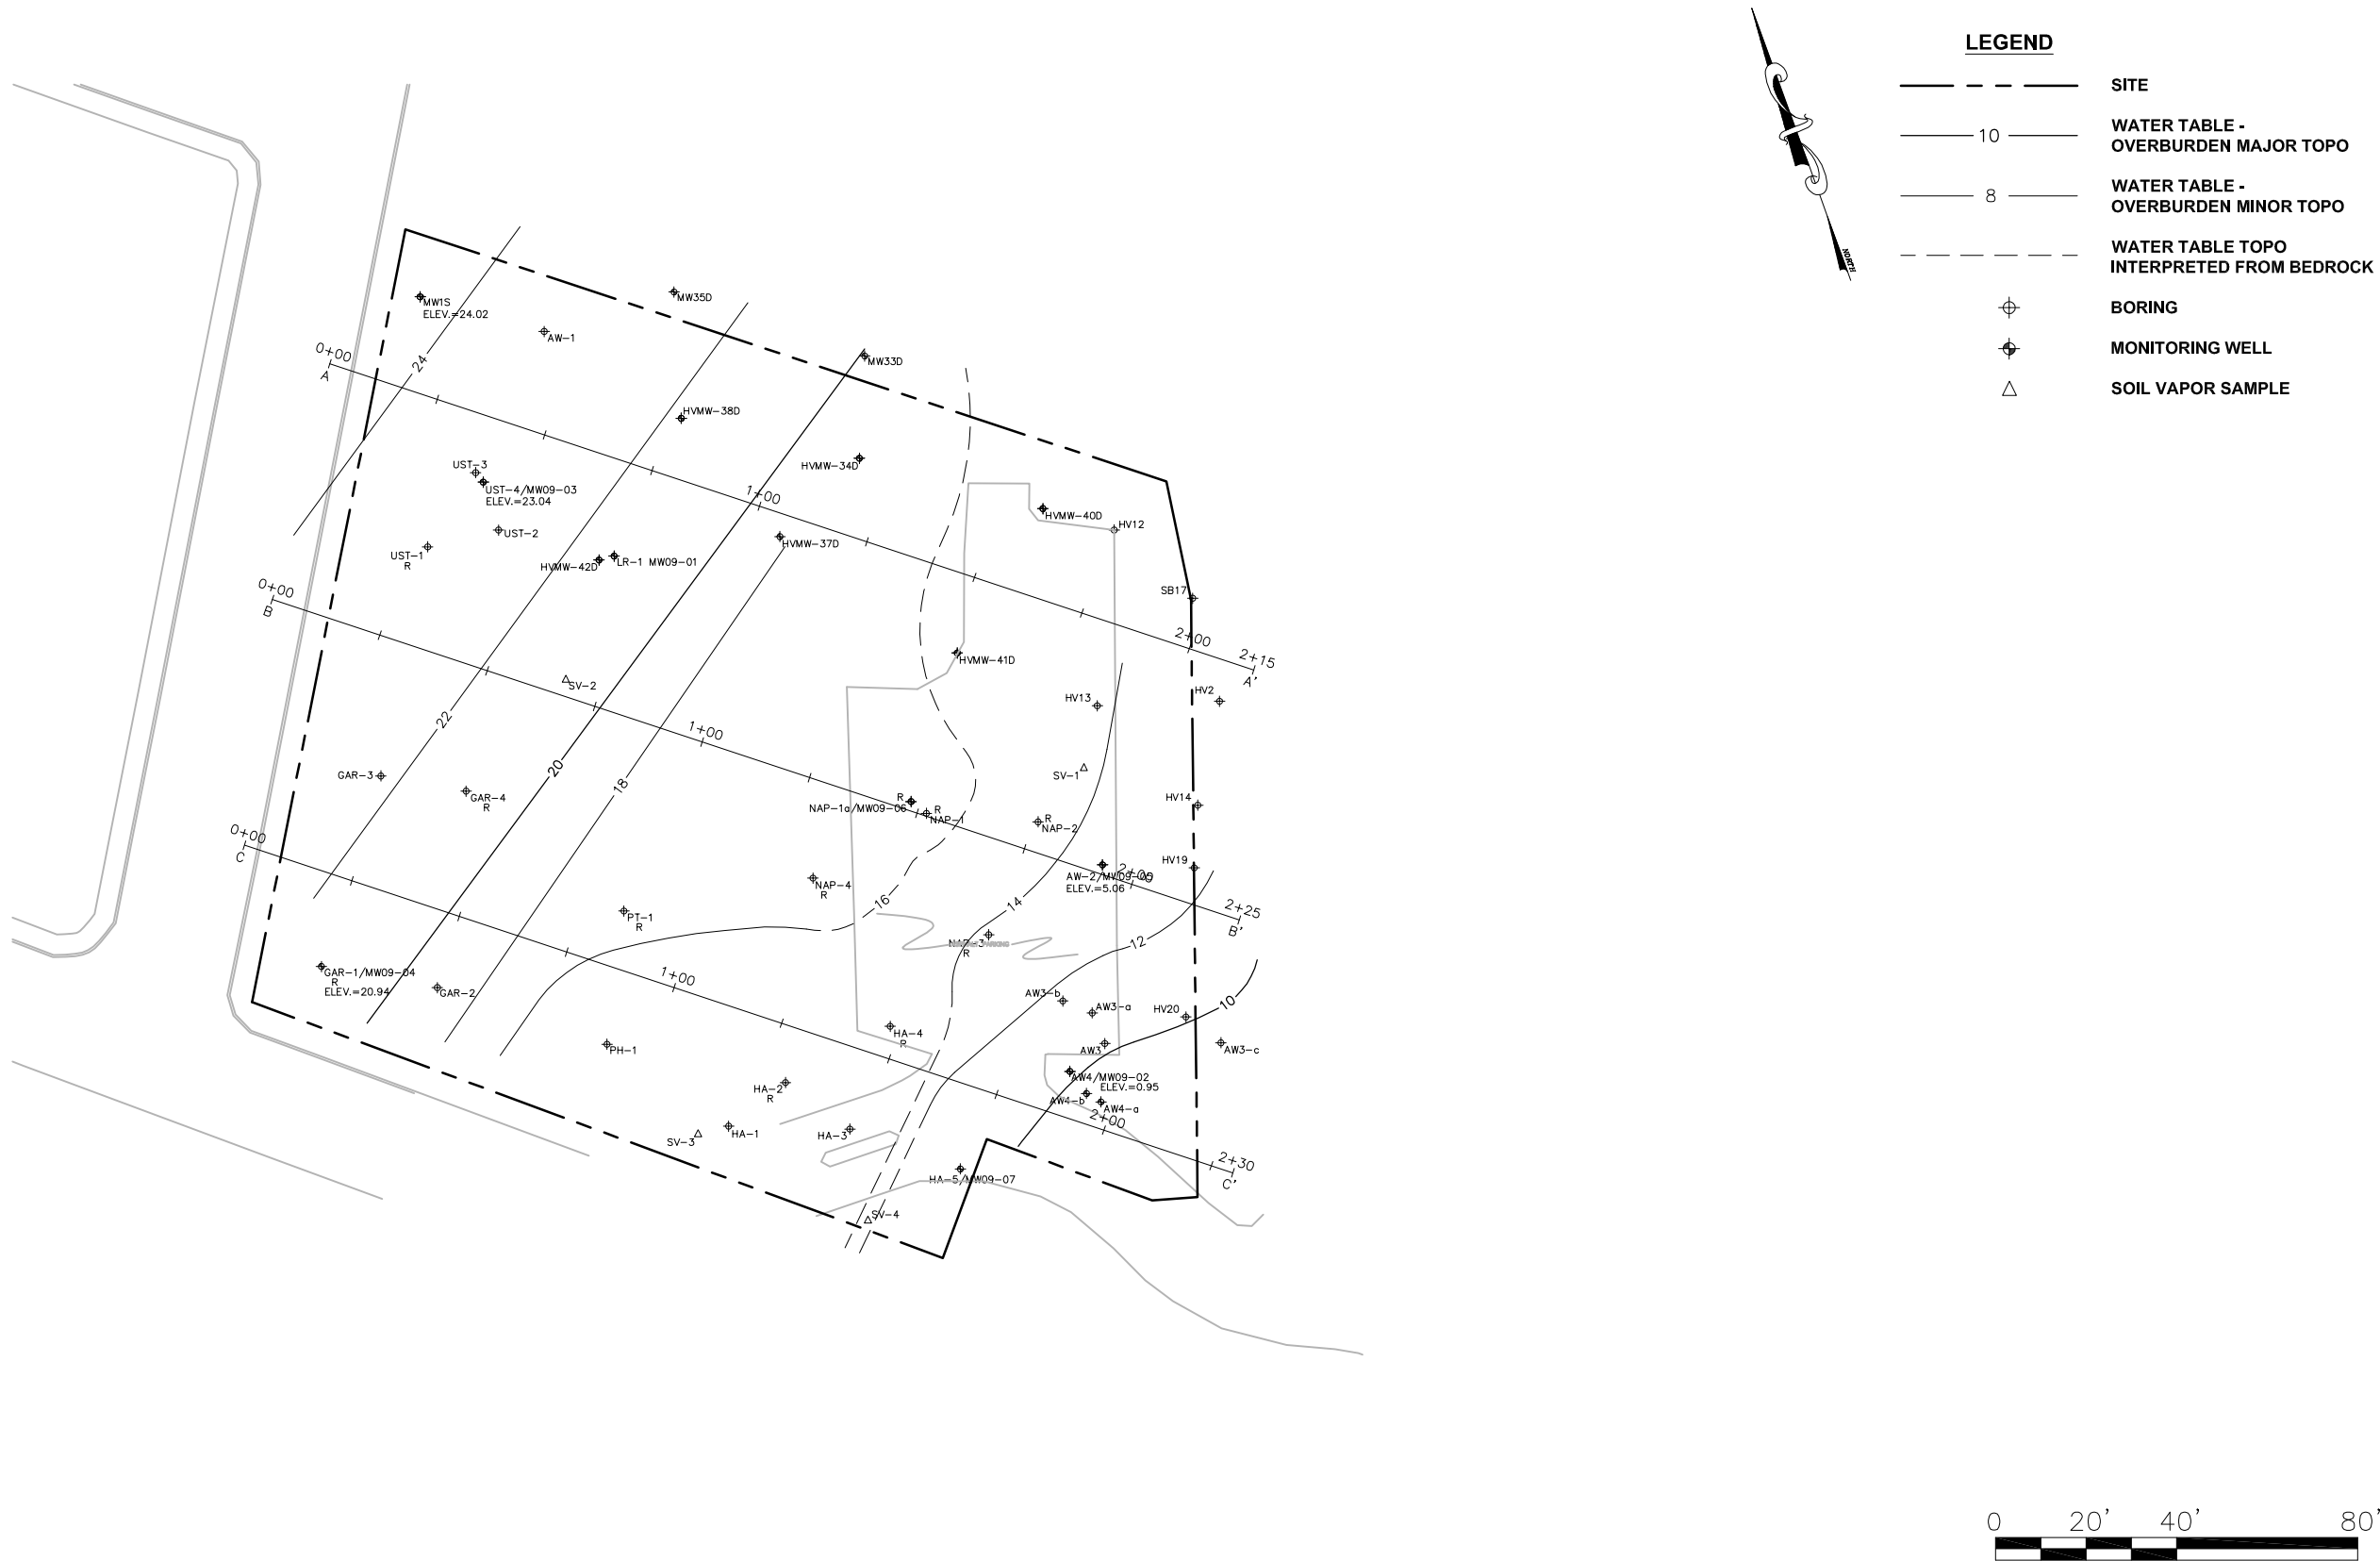 LEGEND
SITE
10
WATER TABLE -
OVERBURDEN MAJOR TOPO
8
WATER TABLE -
OVERBURDEN MINOR TOPO
WATER TABLE TOPO
INTERPRETED FROM BEDROCK
BORING
MONITORING WELL
SOIL VAPOR SAMPLE
NORTH
MW35D
MW1S
ELEV.=24.02
AW-1
0+00
A
24
MW33D
HVMW-38D
HVMW-34D
UST-3
UST-4/MW09-03
ELEV.=23.04
1+00
HVMW-40D
HV12
UST-2
HVMW-37D
UST-1
R
HVMW-42D
LR-1 MW09-01
0+00
B
SB17
2+00
2+15
A'
HVMW-41D
SV-2
HV13
HV2
22
1+00
20
18
GAR-3
GAR-4
R
SV-1
R
NAP-1a/MW09-06
R
NAP-1
R
NAP-2
HV14
0+00
C
HV19
AW-2/MW09-05
ELEV.=5.06
2+00
NAP-4
R
16
14
2+25
B'
PT-1
R
12
NAP-3
R
GAR-1/MW09-04
R
ELEV.=20.94
GAR-2
1+00
AW3-b
AW3-a
HV20
10
HA-4
R
PH-1
AW3
AW3-c
AW4/MW09-02
ELEV.=0.95
HA-2
R
AW4-b
AW4-a
2+00
SV-3
HA-1
HA-3
2+30
C'
HA-5/MW09-07
SV-4
0 20' 40' 80'